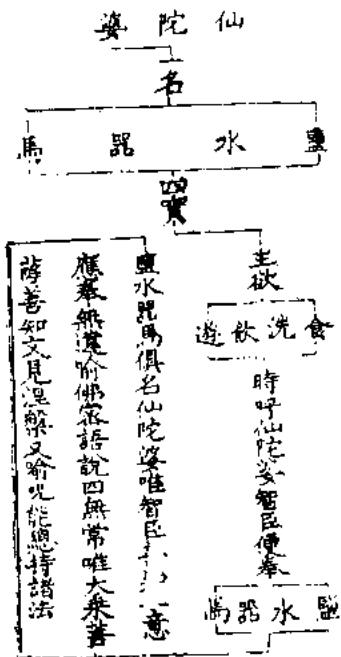 仙陀婆
一名
鹽水器馬
四實
主欲
食洗飲遊
時呼仙陀婆智臣便奉
鹽水器馬
鹽水器馬俱名仙陀婆唯智臣意
應奉無違喻佛密語說四無常唯大乘菩
薩善知文見涅槃又喻咒能總持諸法